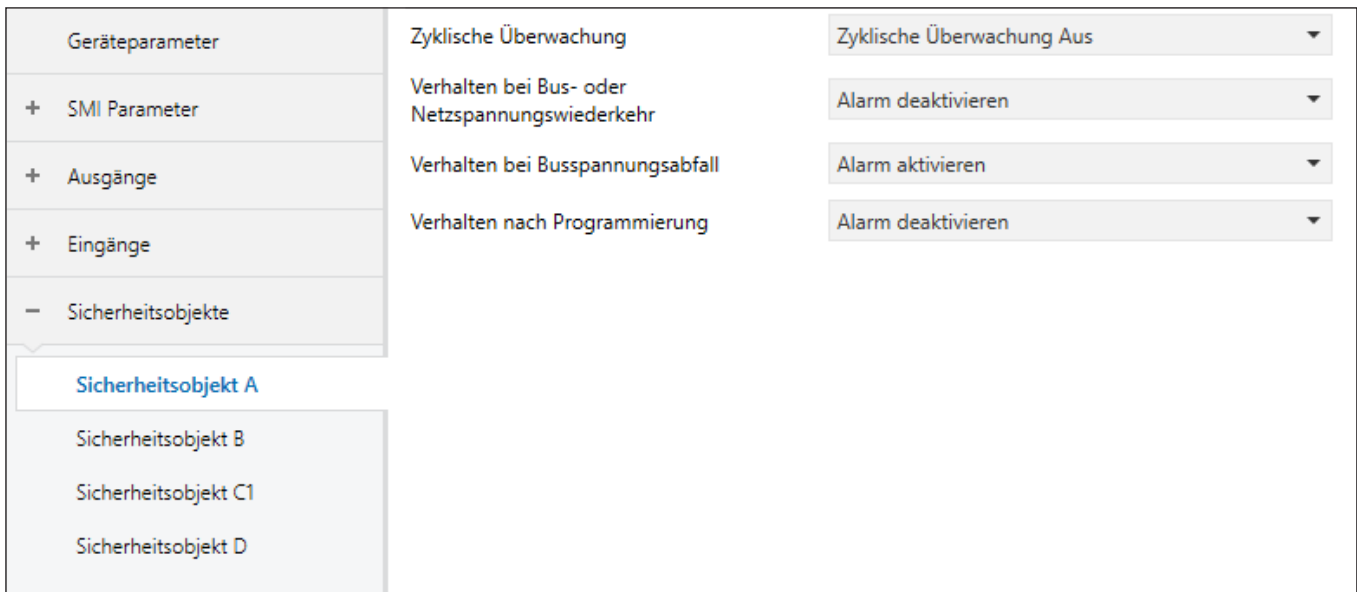 Geräteparameter
+ SMI Parameter
+ Ausgänge
+ Eingänge
− Sicherheitsobjekte
Sicherheitsobjekt A
Sicherheitsobjekt B
Sicherheitsobjekt C1
Sicherheitsobjekt D
Zyklische Überwachung Zyklische Überwachung Aus
Verhalten bei Bus- oder
Netzspannungswiederkehr Alarm deaktivieren
Verhalten bei Busspannungsabfall Alarm aktivieren
Verhalten nach Programmierung Alarm deaktivieren